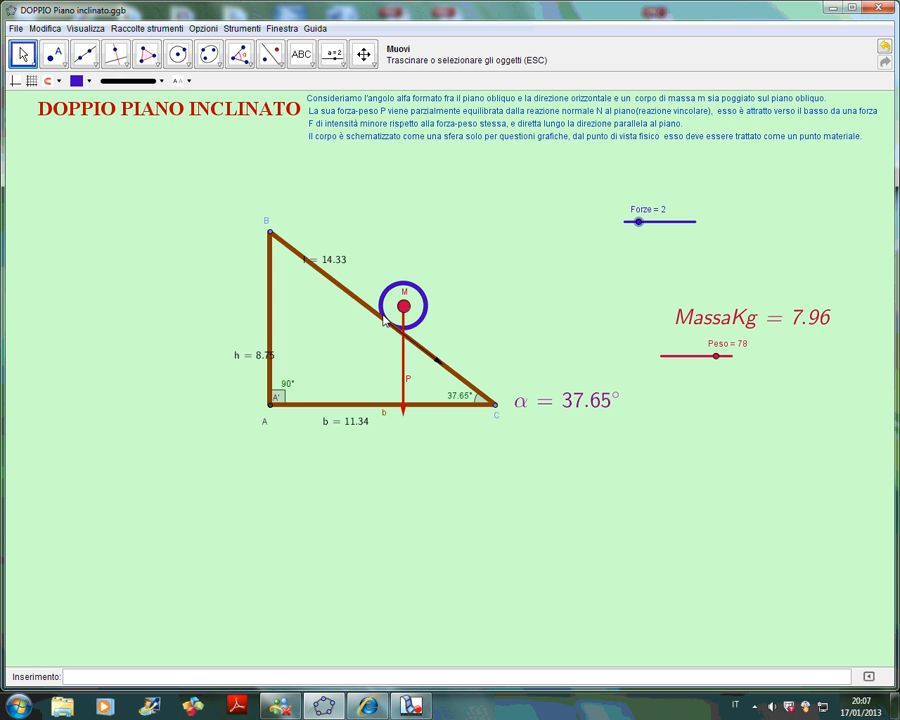 DOPPIO Piano inclinato.ggb
File Modifica Visualizza Raccolte strumenti Opzioni Strumenti Finestra Guida
ABC
a=2
Muovi
Trascinare o selezionare gli oggetti (ESC)
DOPPIO PIANO INCLINATO
Consideriamo l'angolo alfa formato fra il piano obliquo e la direzione orizzontale e un corpo di massa m sia poggiato sul piano obliquo.
La sua forza-peso P viene parzialmente equilibrata dalla reazione normale N al piano(reazione vincolare), esso è attratto verso il basso da una forza
F di intensità minore rispetto alla forza-peso stessa, e diretta lungo la direzione parallela al piano.
Il corpo è schematizzato come una sfera solo per questioni grafiche, dal punto di vista fisico esso deve essere trattato come un punto materiale.
Forze = 2
B
l = 14.33
M
MassaKg = 7.96
Peso = 78
h = 8.75
P
90°
A'
37.65°
α = 37.65°
b
C
A
b = 11.34
Inserimento:
IT
20:07
17/01/2013